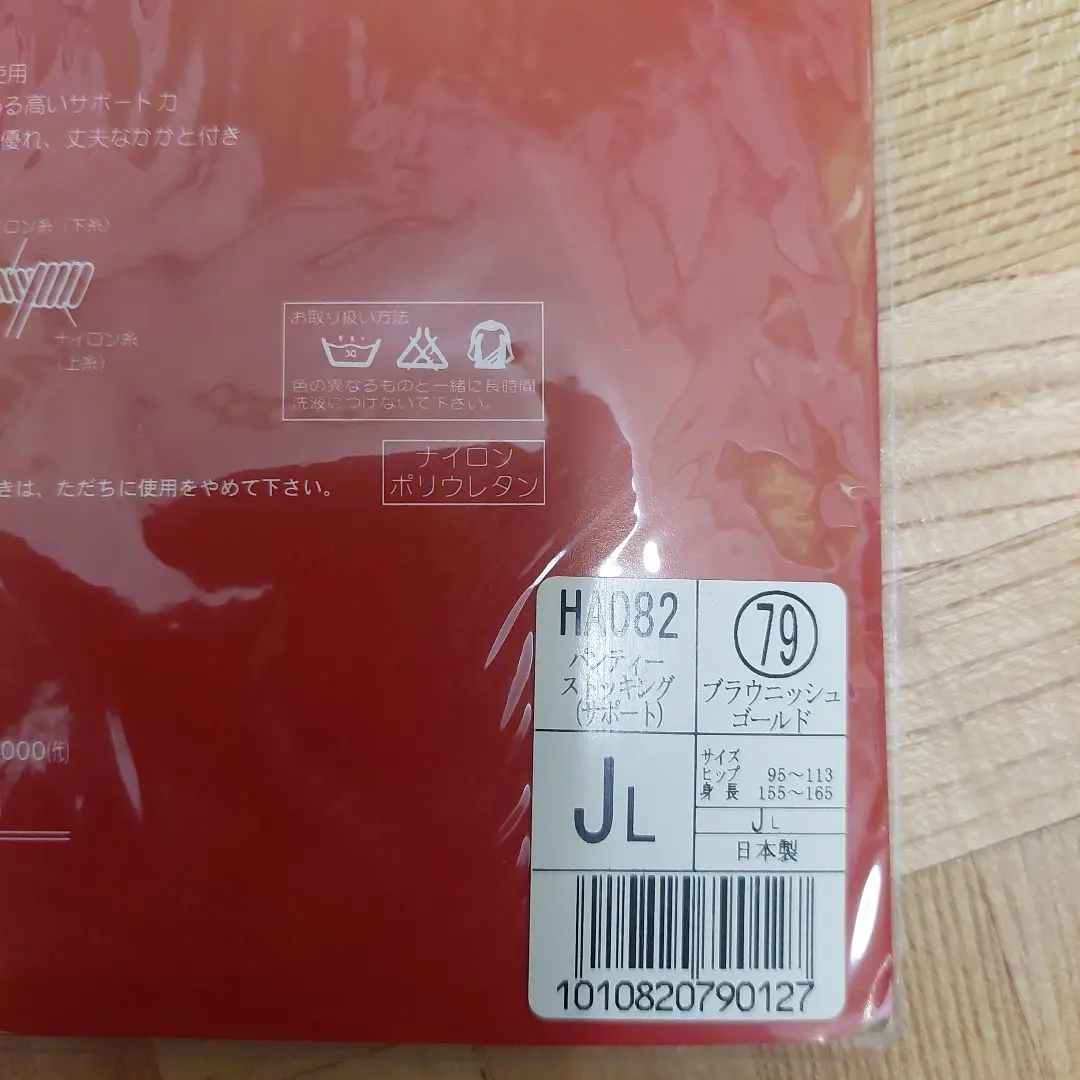 使用
る高いサポート力
優れ、丈夫なかかと付き
ロン糸(下糸)
ナイロン糸
(上糸)
お取り扱い方法
30
色の異なるものと一緒に長時間
洗液につけないで下さい。
ナイロン
ポリウレタン
きは、ただちに使用をやめて下さい。
000(代)
HA082
パンティー
ストッキング
(サポート)
79
ブラウニッシュ
ゴールド
JL
サイズ
ヒップ 95〜113
身長 155〜165
JL
日本製
1010820790127